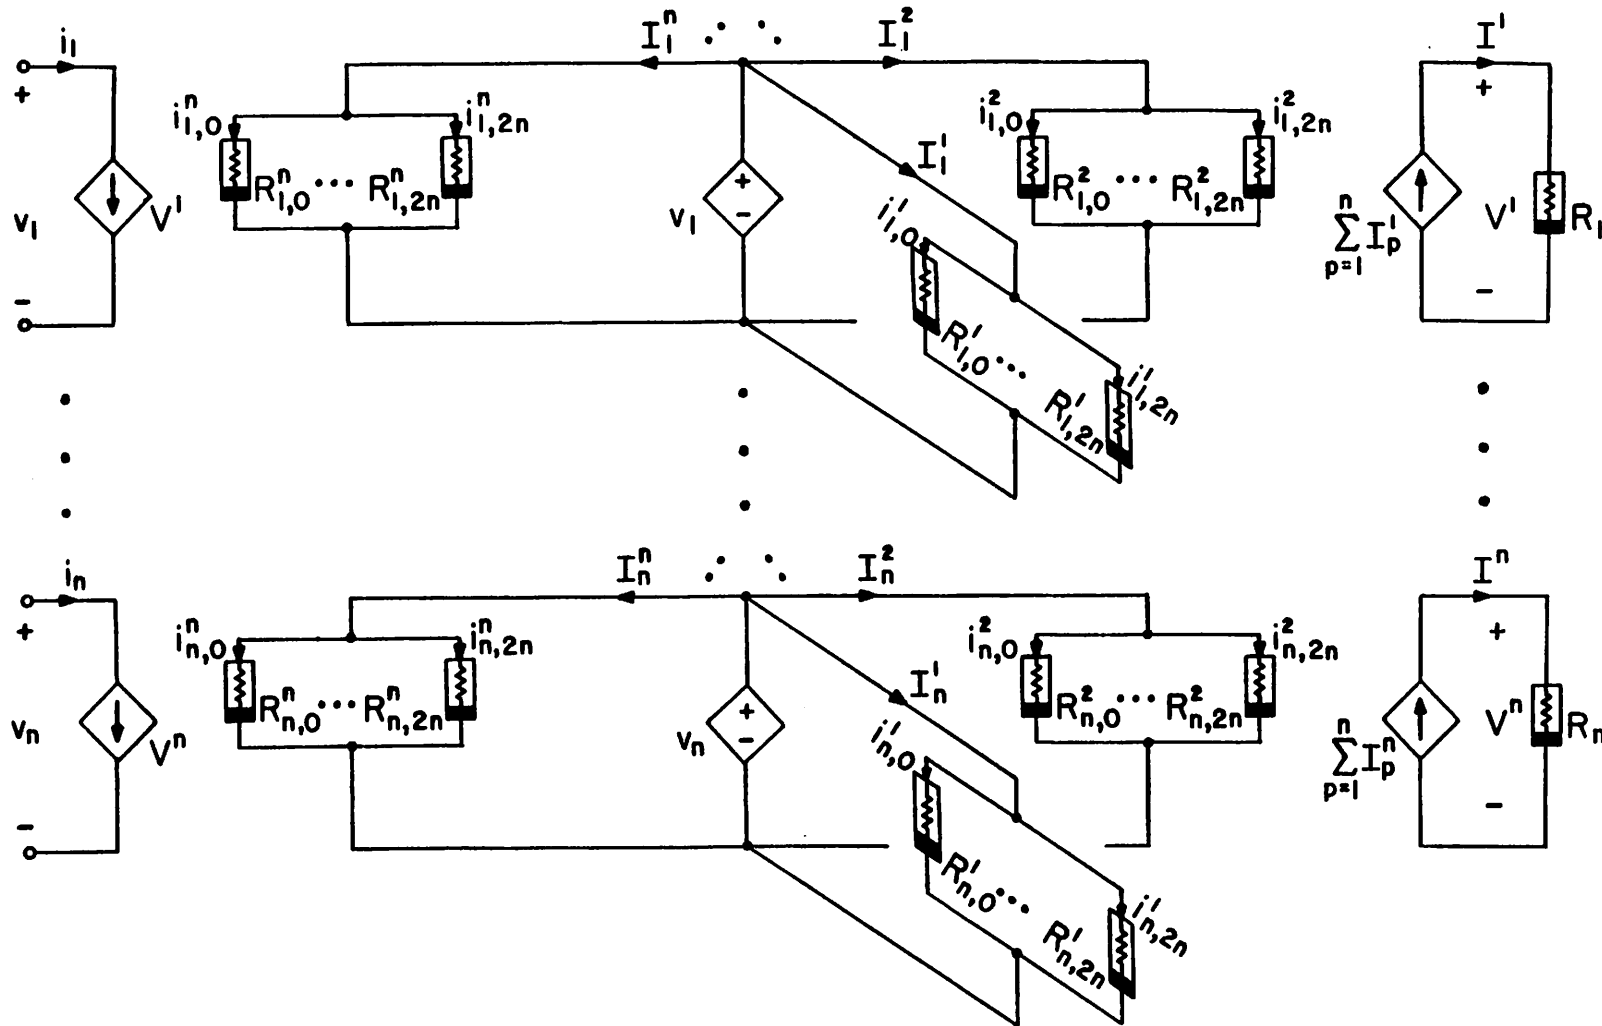 i₁ I₁ⁿ I₁² I¹
+ i₁,₀ⁿ i₁,₂ₙⁿ i₁,₀² i₁,₂ₙ² +
v₁ V¹ R₁,₀ⁿ ··· R₁,₂ₙⁿ v₁ + - I₁¹ R₁,₀² ··· R₁,₂ₙ² V¹ R₁
- i₁,₀¹ ∑ₚ₌₁ⁿ Iₚ¹ -
R₁,₀¹ ··· i₁,₂ₙ¹
R₁,₂ₙ¹
iₙ Iₙⁿ Iₙ² Iⁿ
+ iₙ,₀ⁿ iₙ,₂ₙⁿ iₙ,₀² iₙ,₂ₙ² +
vₙ Vⁿ Rₙ,₀ⁿ ··· Rₙ,₂ₙⁿ vₙ + - Iₙ¹ Rₙ,₀² ··· Rₙ,₂ₙ² Vⁿ Rₙ
- iₙ,₀¹ ∑ₚ₌₁ⁿ Iₚⁿ -
Rₙ,₀¹ ··· iₙ,₂ₙ¹
Rₙ,₂ₙ¹